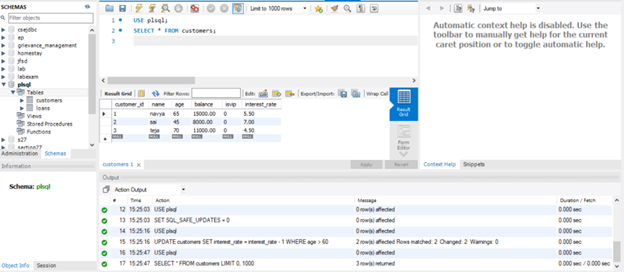 SCHEMAS
Filter objects
csejdbc
ep
grievance_management
homestay
jfsd
lab
labexam
plsql
Tables
customers
loans
Views
Stored Procedures
Functions
s27
section27
Administration Schemas
Information
Schema: plsql
Object Info Session
Limit to 1000 rows
1 USE plsql;
2 SELECT * FROM customers;
3
Result Grid Filter Rows: Edit: Export/Import: Wrap Cell
customer_id name age balance isvip interest_rate
1 navya 65 15000.00 0 5.50
2 sai 45 8000.00 0 7.00
3 teja 70 11000.00 0 4.50
NULL NULL NULL NULL NULL NULL
Result Grid
Form Editor
customers 1 Apply Revert
Jump to
Automatic context help is disabled. Use the
toolbar to manually get help for the
current caret position or to toggle automatic help.
Context Help Snippets
Output
Action Output
# Time Action Message Duration / Fetch
12 15:25:03 USE plsql 0 row(s) affected 0.000 sec
13 15:25:03 SET SQL_SAFE_UPDATES = 0 0 row(s) affected 0.000 sec
14 15:25:16 USE plsql 0 row(s) affected 0.000 sec
15 15:25:16 UPDATE customers SET interest_rate = interest_rate - 1 WHERE age > 60 2 row(s) affected Rows matched: 2 Changed: 2 Warnings: 0 0.000 sec
16 15:25:47 USE plsql 0 row(s) affected 0.000 sec
17 15:25:47 SELECT * FROM customers LIMIT 0, 1000 3 row(s) returned 0.000 sec / 0.000 sec